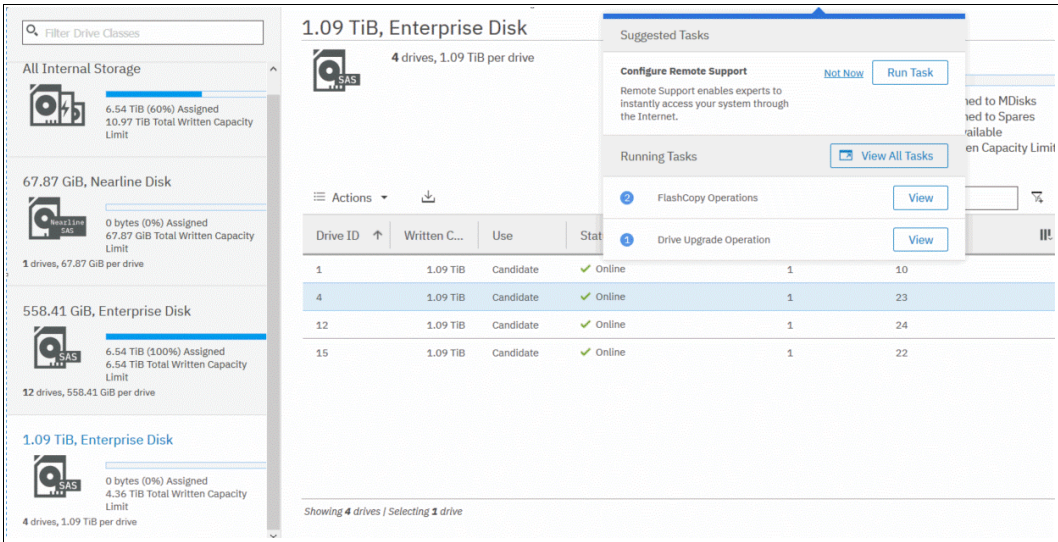 Filter Drive Classes
All Internal Storage
6.54 TiB (60%) Assigned
10.97 TiB Total Written Capacity
Limit
67.87 GiB, Nearline Disk
Nearline
SAS
0 bytes (0%) Assigned
67.87 GiB Total Written Capacity
Limit
1 drives, 67.87 GiB per drive
558.41 GiB, Enterprise Disk
SAS
6.54 TiB (100%) Assigned
6.54 TiB Total Written Capacity
Limit
12 drives, 558.41 GiB per drive
1.09 TiB, Enterprise Disk
SAS
0 bytes (0%) Assigned
4.36 TiB Total Written Capacity
Limit
4 drives, 1.09 TiB per drive
1.09 TiB, Enterprise Disk
SAS
4 drives, 1.09 TiB per drive
Suggested Tasks
Configure Remote Support
Not Now
Run Task
Remote Support enables experts to
instantly access your system through
the Internet.
Running Tasks
View All Tasks
2 FlashCopy Operations View
1 Drive Upgrade Operation View
ned to MDisks
ned to Spares
vailable
en Capacity Limit
Actions
Drive ID Written C... Use Stat
1 1.09 TiB Candidate Online 1 10
4 1.09 TiB Candidate Online 1 23
12 1.09 TiB Candidate Online 1 24
15 1.09 TiB Candidate Online 1 22
Showing 4 drives | Selecting 1 drive